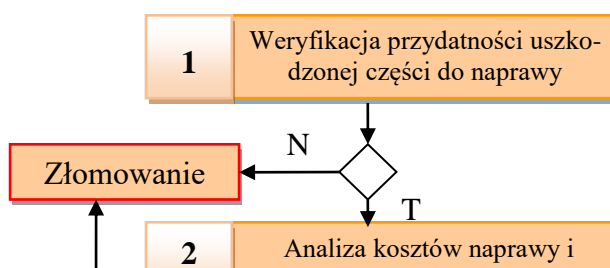 1
Weryfikacja przydatności uszko-
dzonej części do naprawy
N
Złomowanie
T
2
Analiza kosztów naprawy i